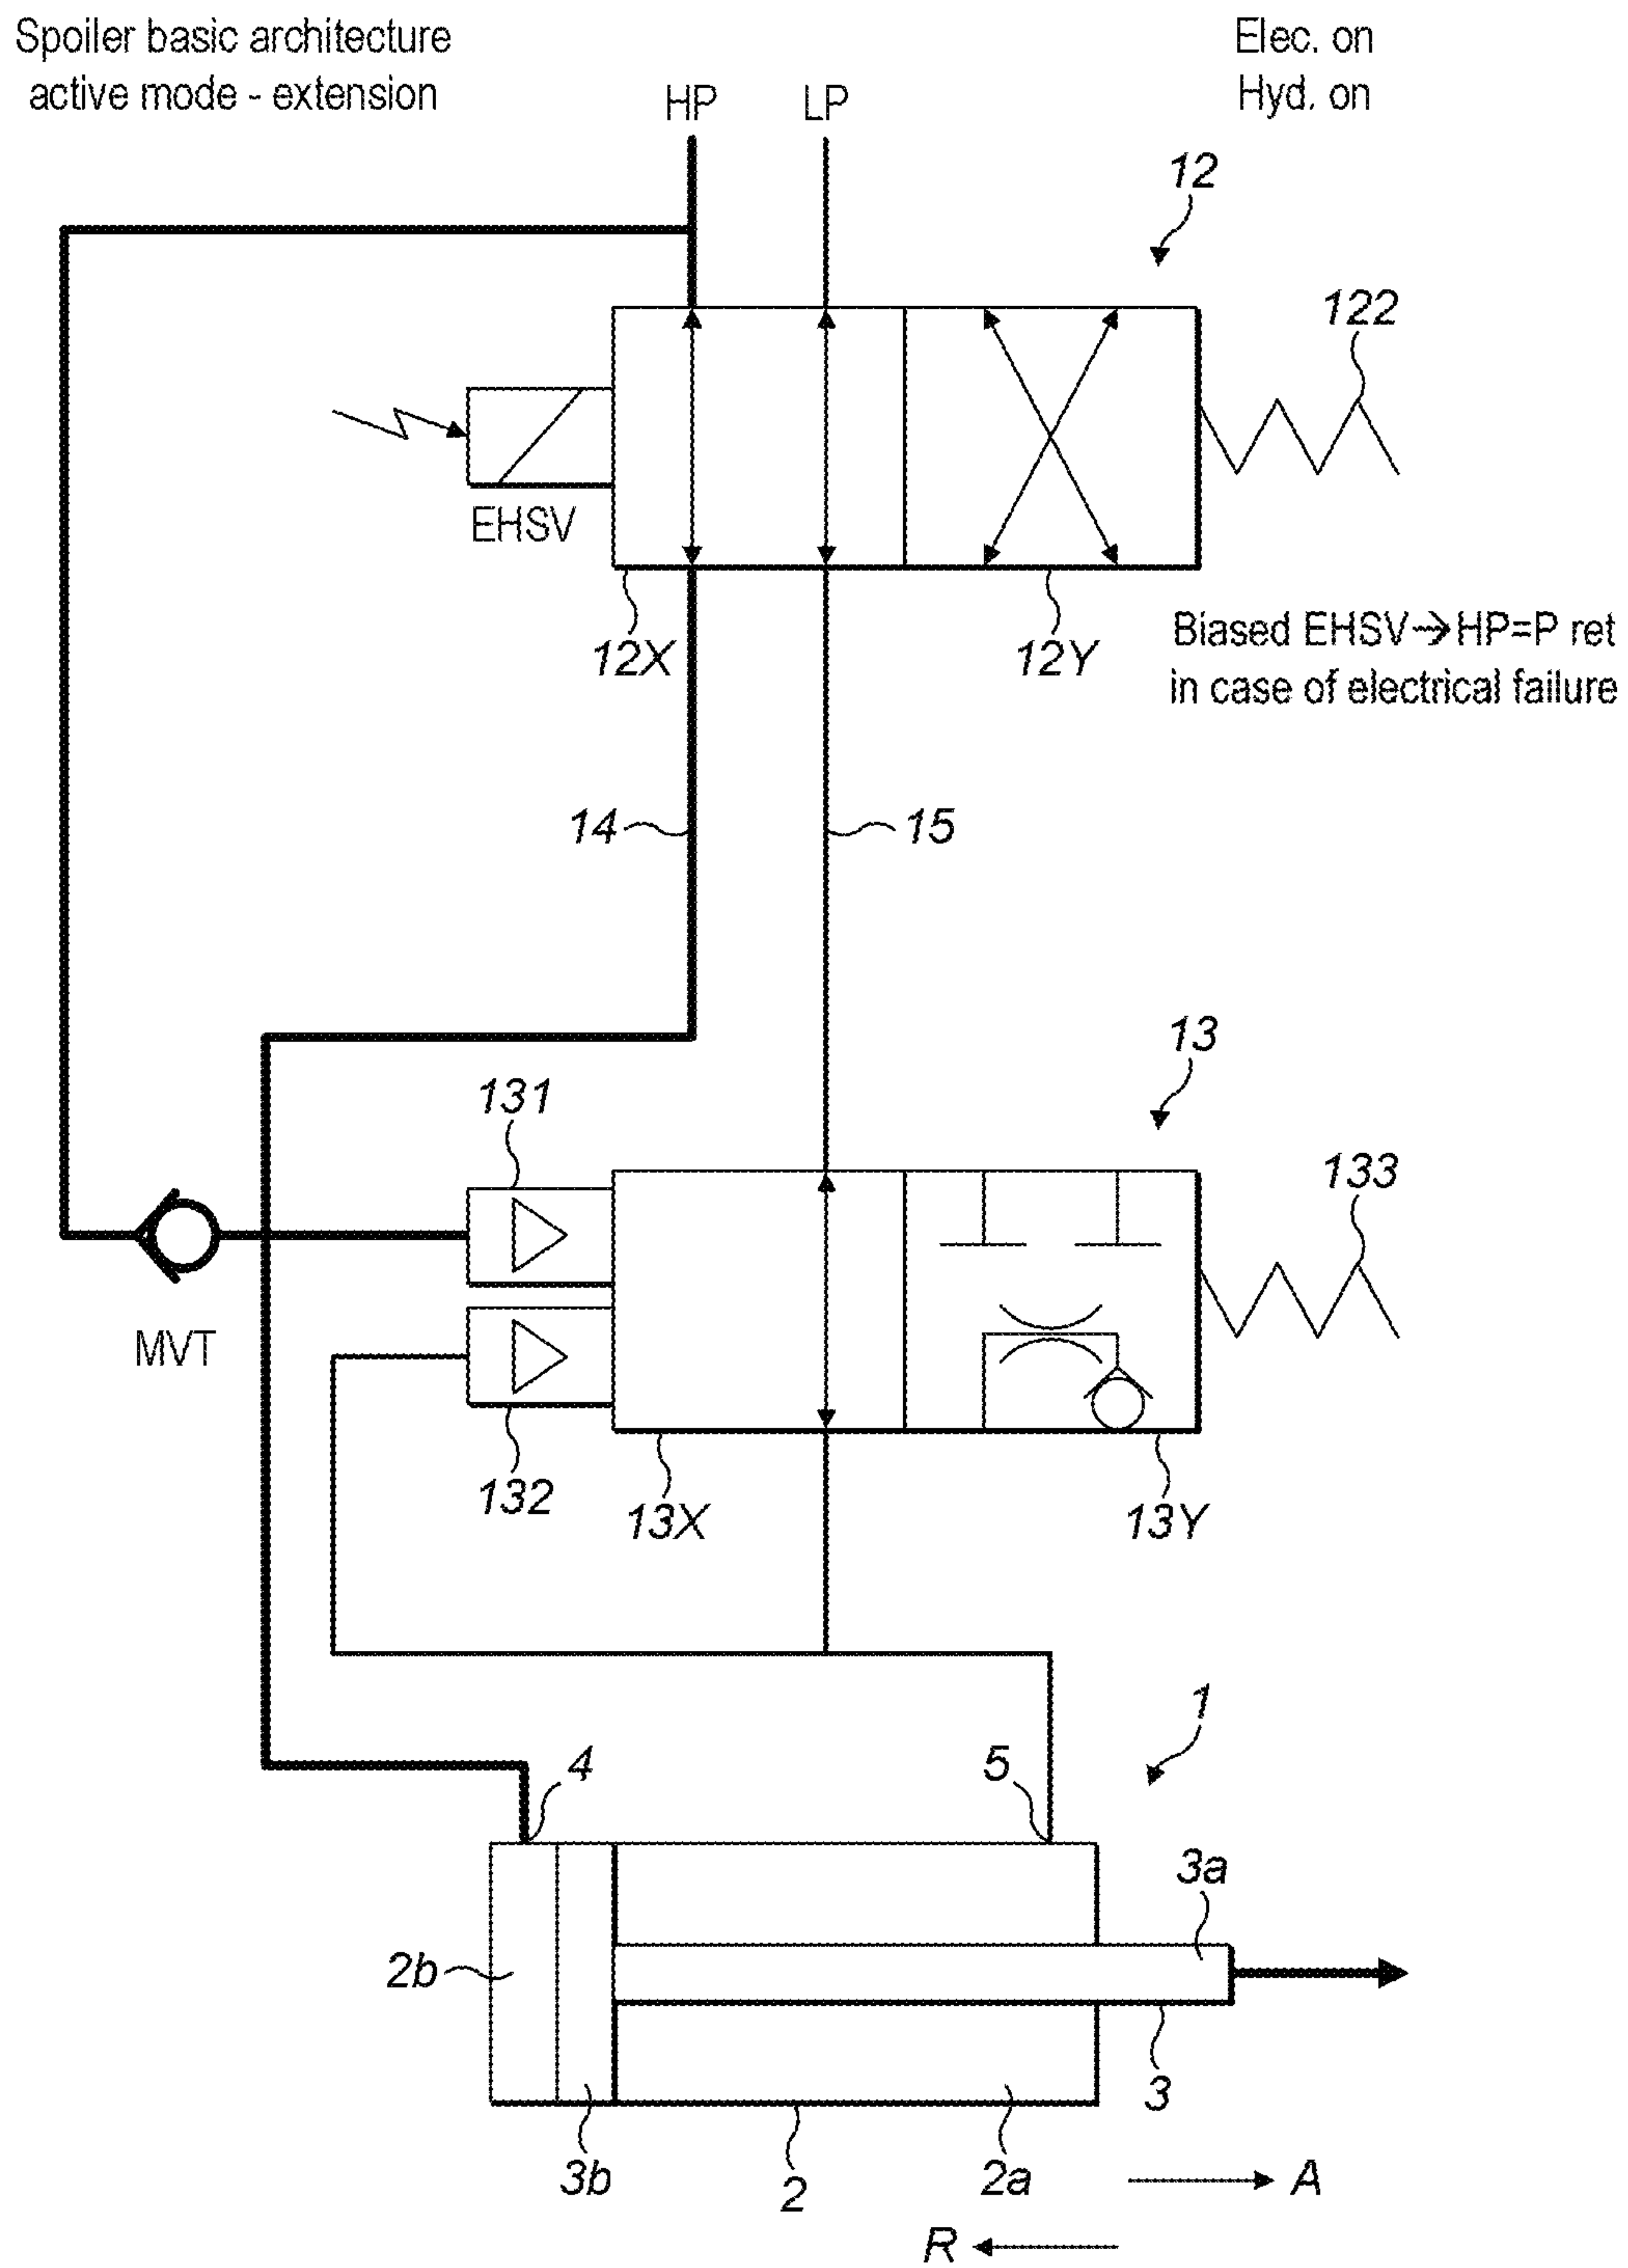 Spoiler basic architecture
active mode - extension
Elec. on
Hyd. on
HP
LP
12
122
EHSV
12X
12Y
Biased EHSV→HP=P ret
in case of electrical failure
14
15
13
131
133
MVT
132
13X
13Y
1
4
5
3a
2b
3
3b
2
2a
A
R